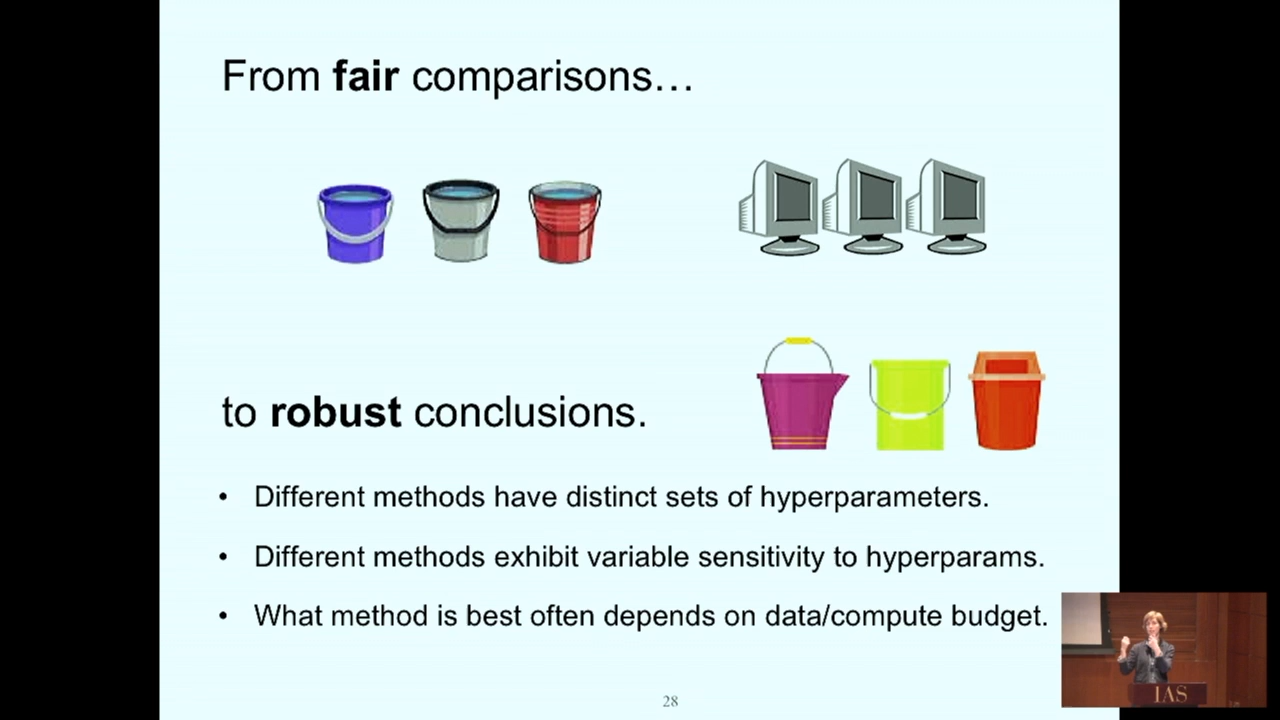 From fair comparisons…
to robust conclusions.
• Different methods have distinct sets of hyperparameters.
• Different methods exhibit variable sensitivity to hyperparams.
• What method is best often depends on data/compute budget.
28
IAS